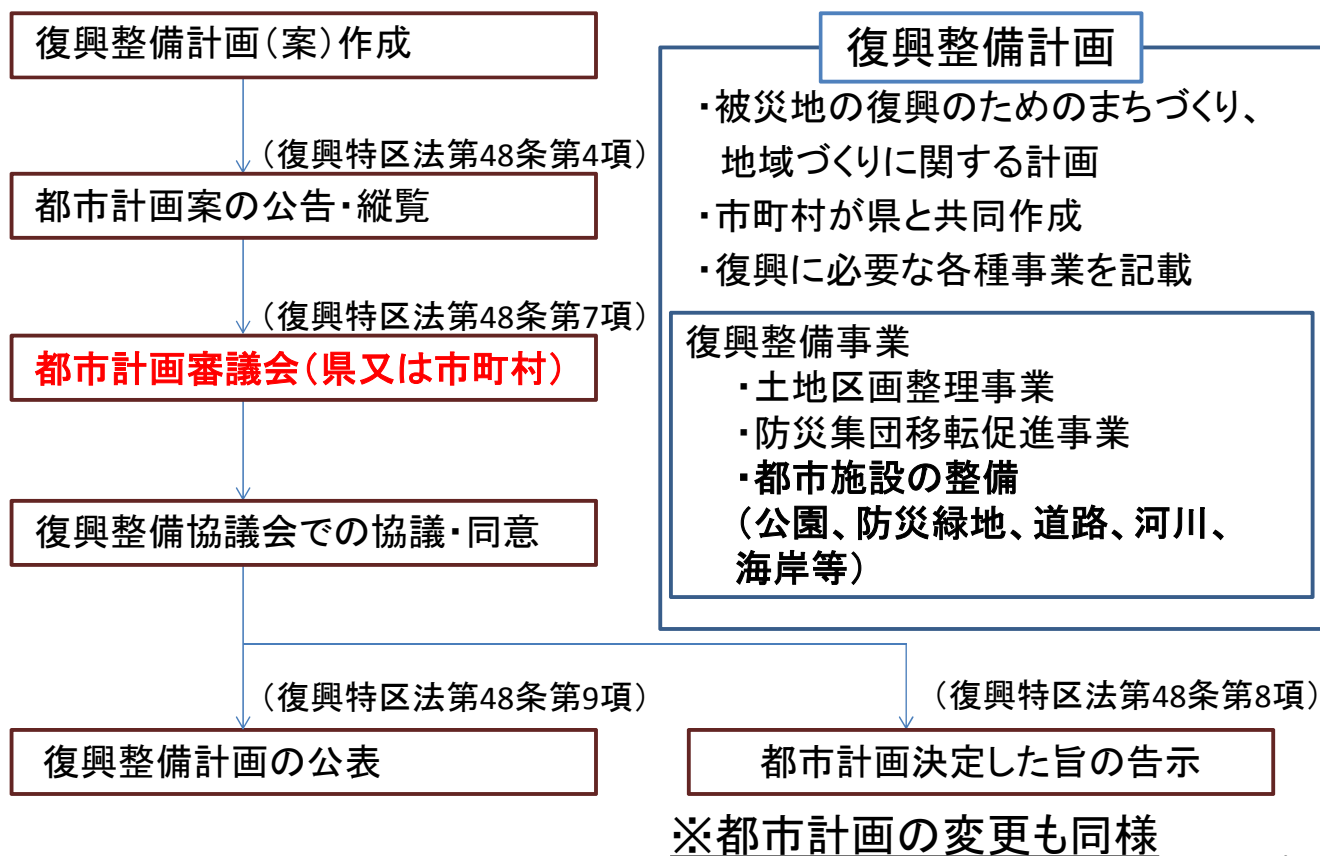 復興整備計画(案)作成
(復興特区法第48条第4項)
都市計画案の公告・縦覧
(復興特区法第48条第7項)
都市計画審議会(県又は市町村)
復興整備協議会での協議・同意
(復興特区法第48条第9項)
復興整備計画の公表
復興整備計画
・被災地の復興のためのまちづくり、
地域づくりに関する計画
・市町村が県と共同作成
・復興に必要な各種事業を記載
復興整備事業
・土地区画整理事業
・防災集団移転促進事業
・都市施設の整備
(公園、防災緑地、道路、河川、
海岸等)
(復興特区法第48条第8項)
都市計画決定した旨の告示
※都市計画の変更も同様